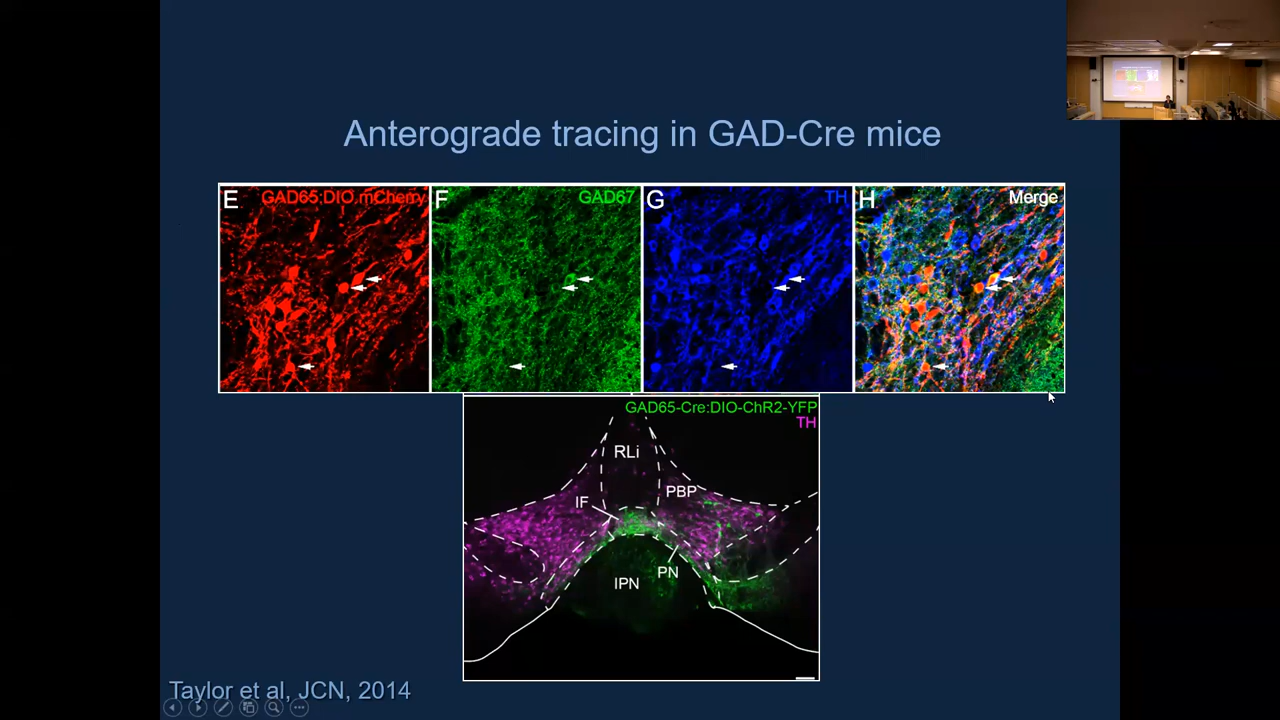 Anterograde tracing in GAD-Cre mice
E GAD65:DIO mCherry
F GAD67
G TH
H Merge
GAD65-Cre:DIO-ChR2-YFP
TH
RLi
PBP
IF
PN
IPN
Taylor et al, JCN, 2014